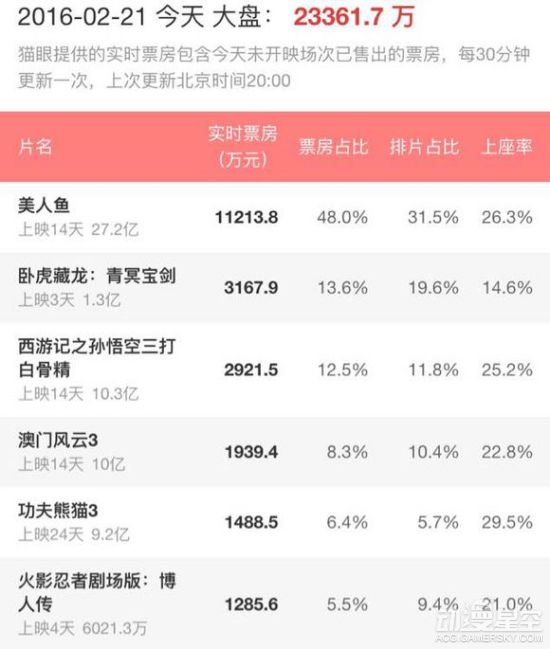 2016-02-21 今天 大盘： 23361.7 万
猫眼提供的实时票房包含今天未开映场次已售出的票房，每30分钟
更新一次，上次更新北京时间20:00
片名 实时票房（万元） 票房占比 排片占比 上座率
美人鱼 11213.8 48.0% 31.5% 26.3%
上映14天 27.2亿
卧虎藏龙：青冥宝剑 3167.9 13.6% 19.6% 14.6%
上映3天 1.3亿
西游记之孙悟空三打
白骨精 2921.5 12.5% 11.8% 25.2%
上映14天 10.3亿
澳门风云3 1939.4 8.3% 10.4% 22.8%
上映14天 10亿
功夫熊猫3 1488.5 6.4% 5.7% 29.5%
上映24天 9.2亿
火影忍者剧场版：博
人传 1285.6 5.5% 9.4% 21.0%
上映4天 6021.3万
动漫星空
ACG.GAMERSKY.COM